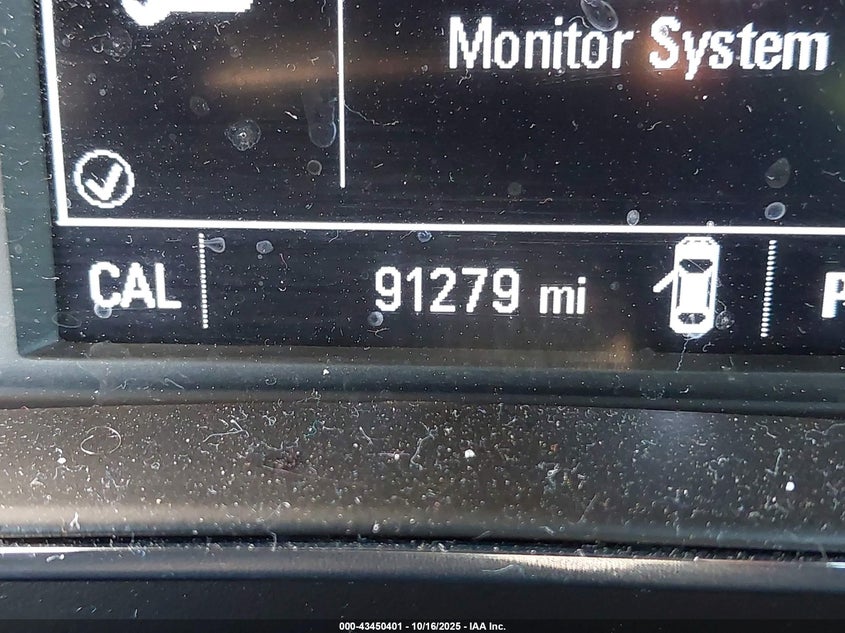 Monitor System
CAL
91279 mi
P
000-43450401 - 10/16/2025 - IAA Inc.